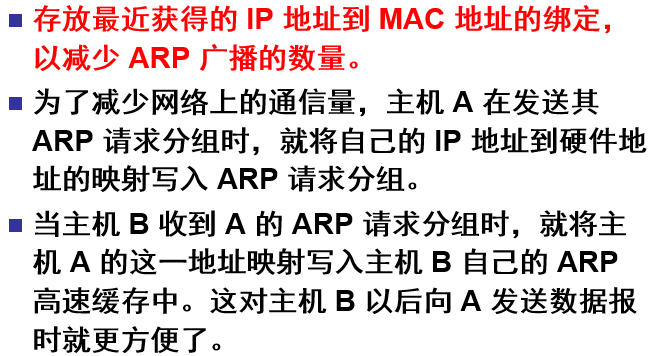 存放最近获得的 IP 地址到 MAC 地址的绑定，
以减少 ARP 广播的数量。
为了减少网络上的通信量，主机 A 在发送其
ARP 请求分组时，就将自己的 IP 地址到硬件地
址的映射写入 ARP 请求分组。
当主机 B 收到 A 的 ARP 请求分组时，就将主
机 A 的这一地址映射写入主机 B 自己的 ARP
高速缓存中。这对主机 B 以后向 A 发送数据报
时就更方便了。